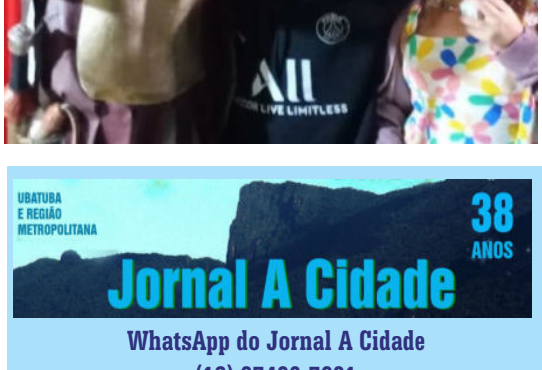 ALL
LIVE LIMITLESS
UBATUBA
E REGIÃO
METROPOLITANA
38
ANOS
Jornal A Cidade
WhatsApp do Jornal A Cidade